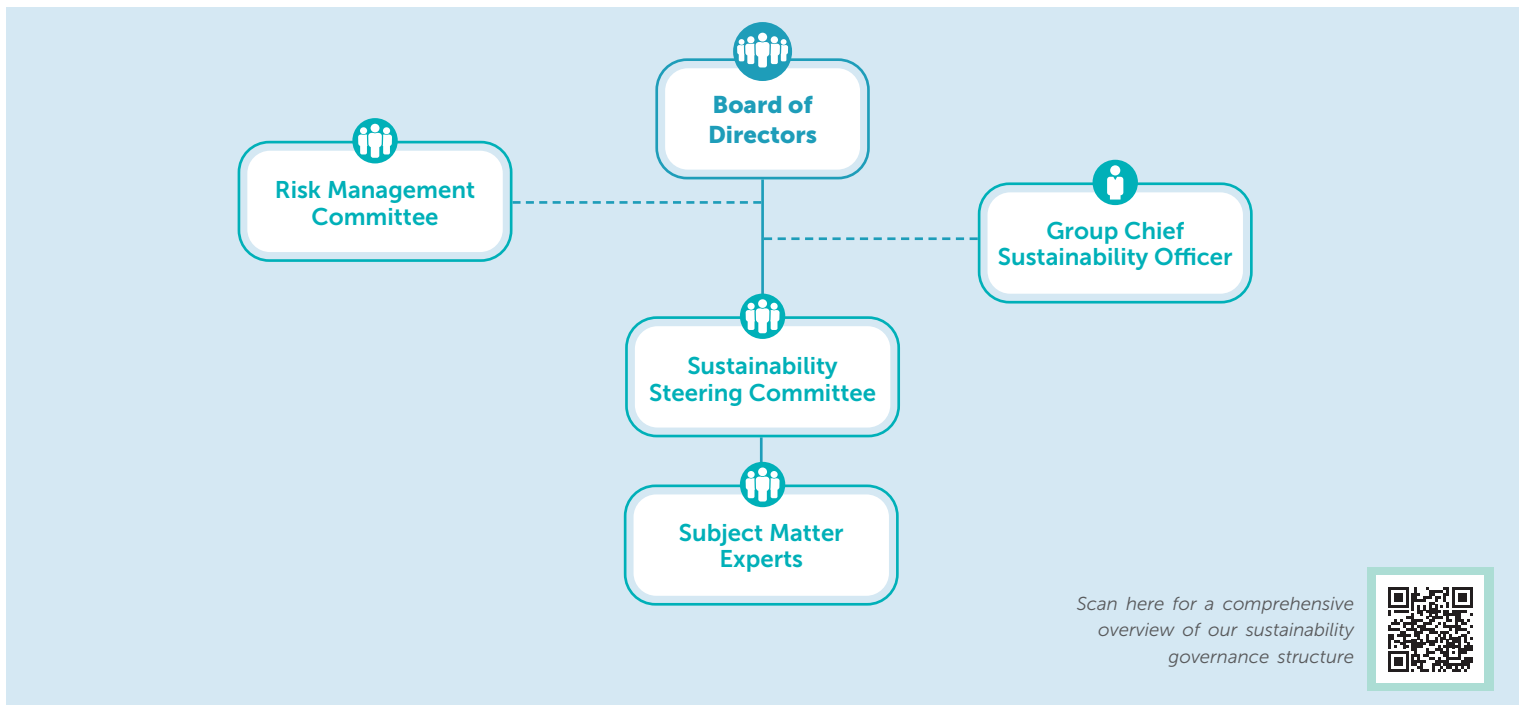 Board of
Directors
Risk Management
Committee
Group Chief
Sustainability Officer
Sustainability
Steering Committee
Subject Matter
Experts
Scan here for a comprehensive
overview of our sustainability
governance structure